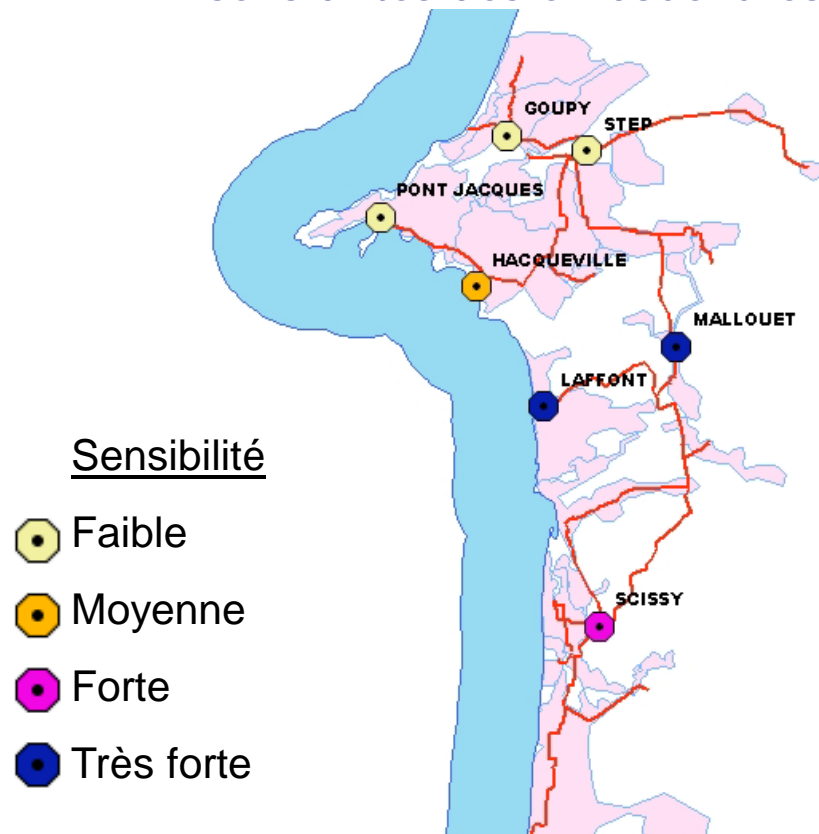 GOUPY
STEP
PONT JACQUES
HACQUEVILLE
MALLOUET
LAFFONT
SCISSY
Sensibilité
Faible
Moyenne
Forte
Très forte